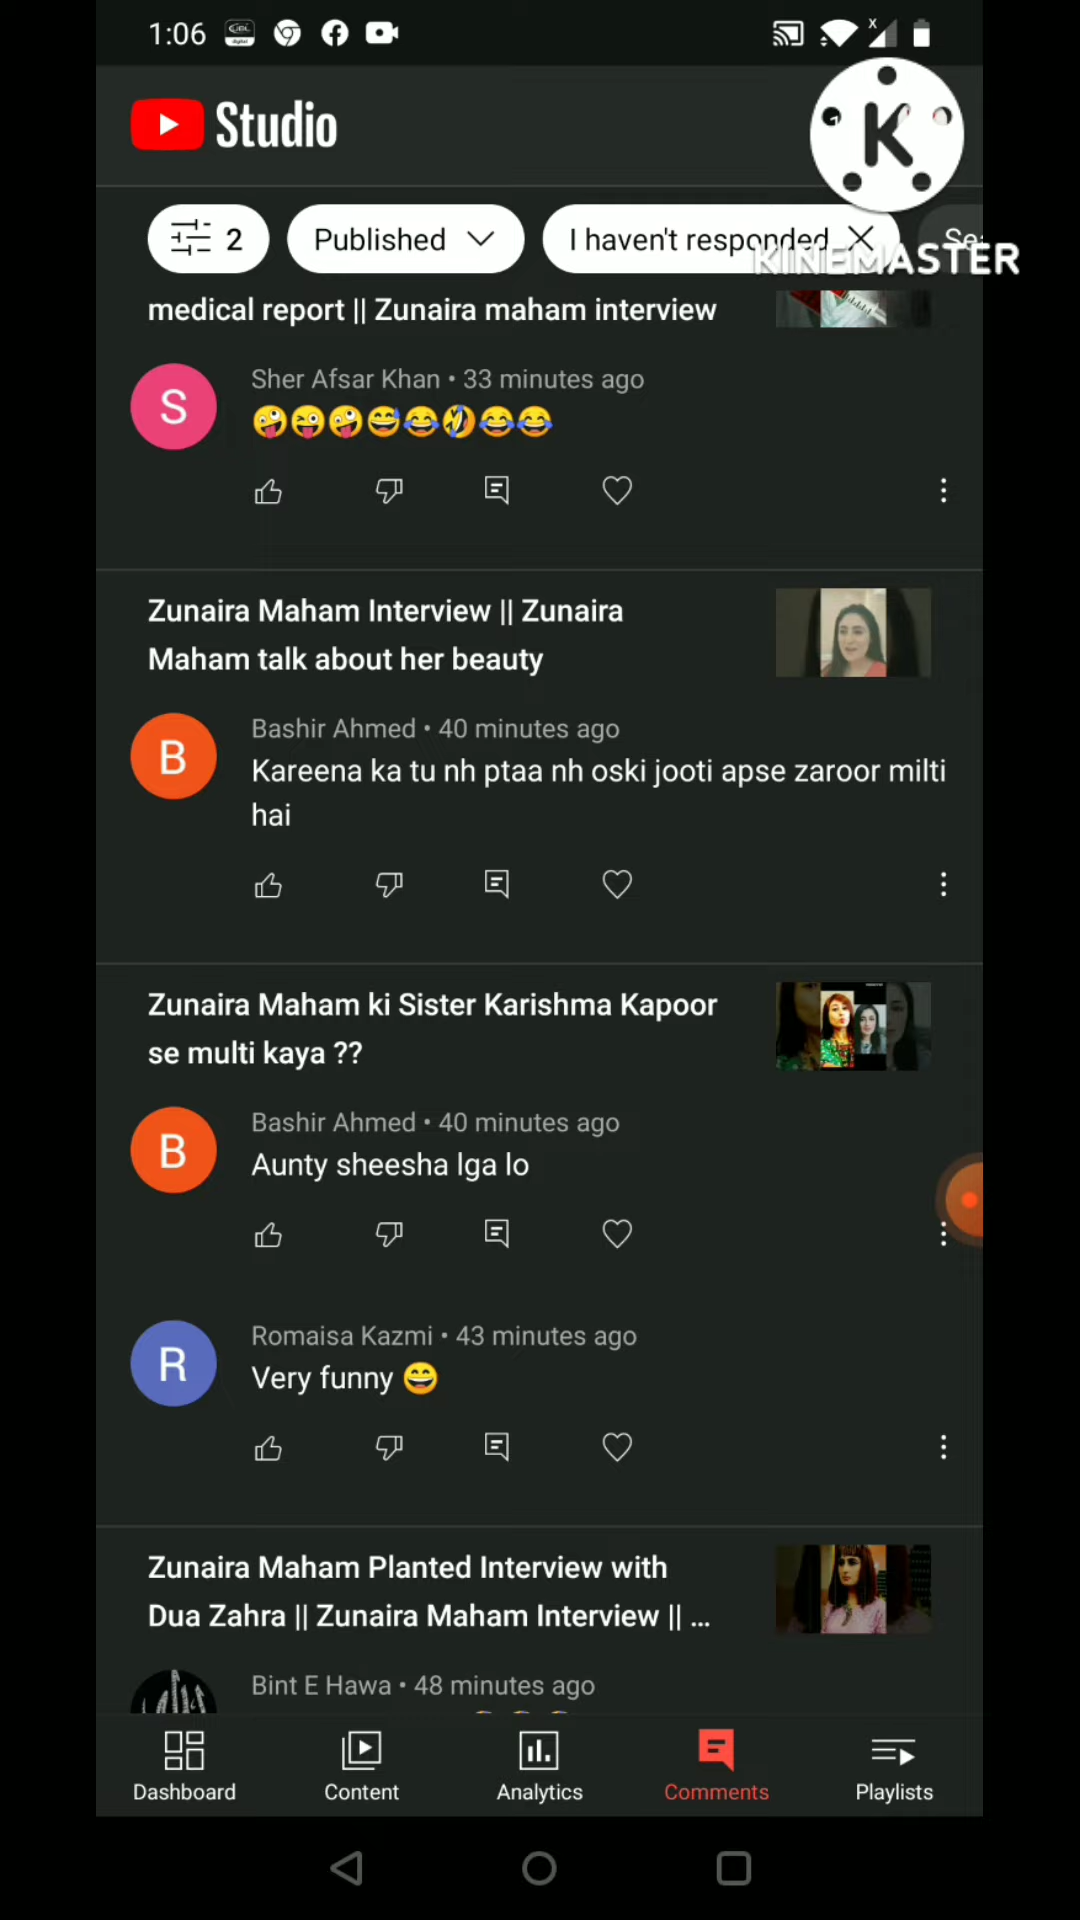 1:06
Studio
K
KINEMASTER
2
Published
I haven't responded
medical report || Zunaira maham interview
S
Sher Afsar Khan • 33 minutes ago
🤪😜🤪😅😂🤣😂😂
Zunaira Maham Interview || Zunaira
Maham talk about her beauty
B
Bashir Ahmed • 40 minutes ago
Kareena ka tu nh ptaa nh oski jooti apse zaroor milti
hai
Zunaira Maham ki Sister Karishma Kapoor
se multi kaya ??
B
Bashir Ahmed • 40 minutes ago
Aunty sheesha lga lo
R
Romaisa Kazmi • 43 minutes ago
Very funny 😄
Zunaira Maham Planted Interview with
Dua Zahra || Zunaira Maham Interview || ...
Bint E Hawa • 48 minutes ago
Dashboard
Content
Analytics
Comments
Playlists